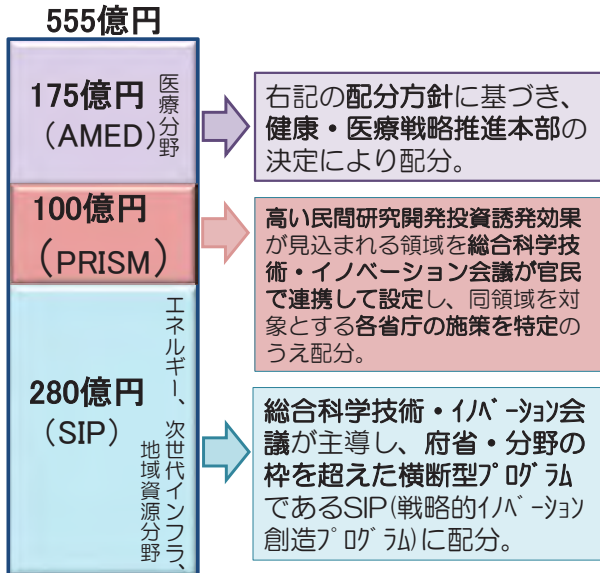 555億円
175億円
(AMED)
医療分野
右記の配分方針に基づき、
健康・医療戦略推進本部の
決定により配分。
100億円
(PRISM)
高い民間研究開発投資誘発効果
が見込まれる領域を総合科学技
術・イノベーション会議が官民
で連携して設定し、同領域を対
象とする各省庁の施策を特定の
うえ配分。
280億円
(SIP)
エネルギー、次世代インフラ、
地域資源分野
総合科学技術・ｲﾉﾍﾞｰｼｮﾝ会
議が主導し、府省・分野の
枠を超えた横断型ﾌﾟﾛｸﾞﾗﾑ
であるSIP(戦略的ｲﾉﾍﾞｰｼｮﾝ
創造ﾌﾟﾛｸﾞﾗﾑ)に配分。